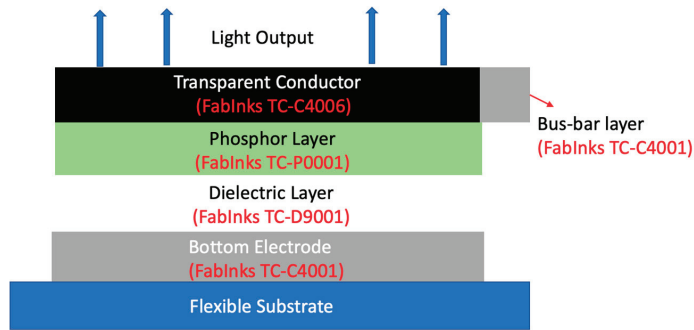 Light Output
Transparent Conductor
(FabInks TC-C4006)
Bus-bar layer
(FabInks TC-C4001)
Phosphor Layer
(FabInks TC-P0001)
Dielectric Layer
(FabInks TC-D9001)
Bottom Electrode
(FabInks TC-C4001)
Flexible Substrate